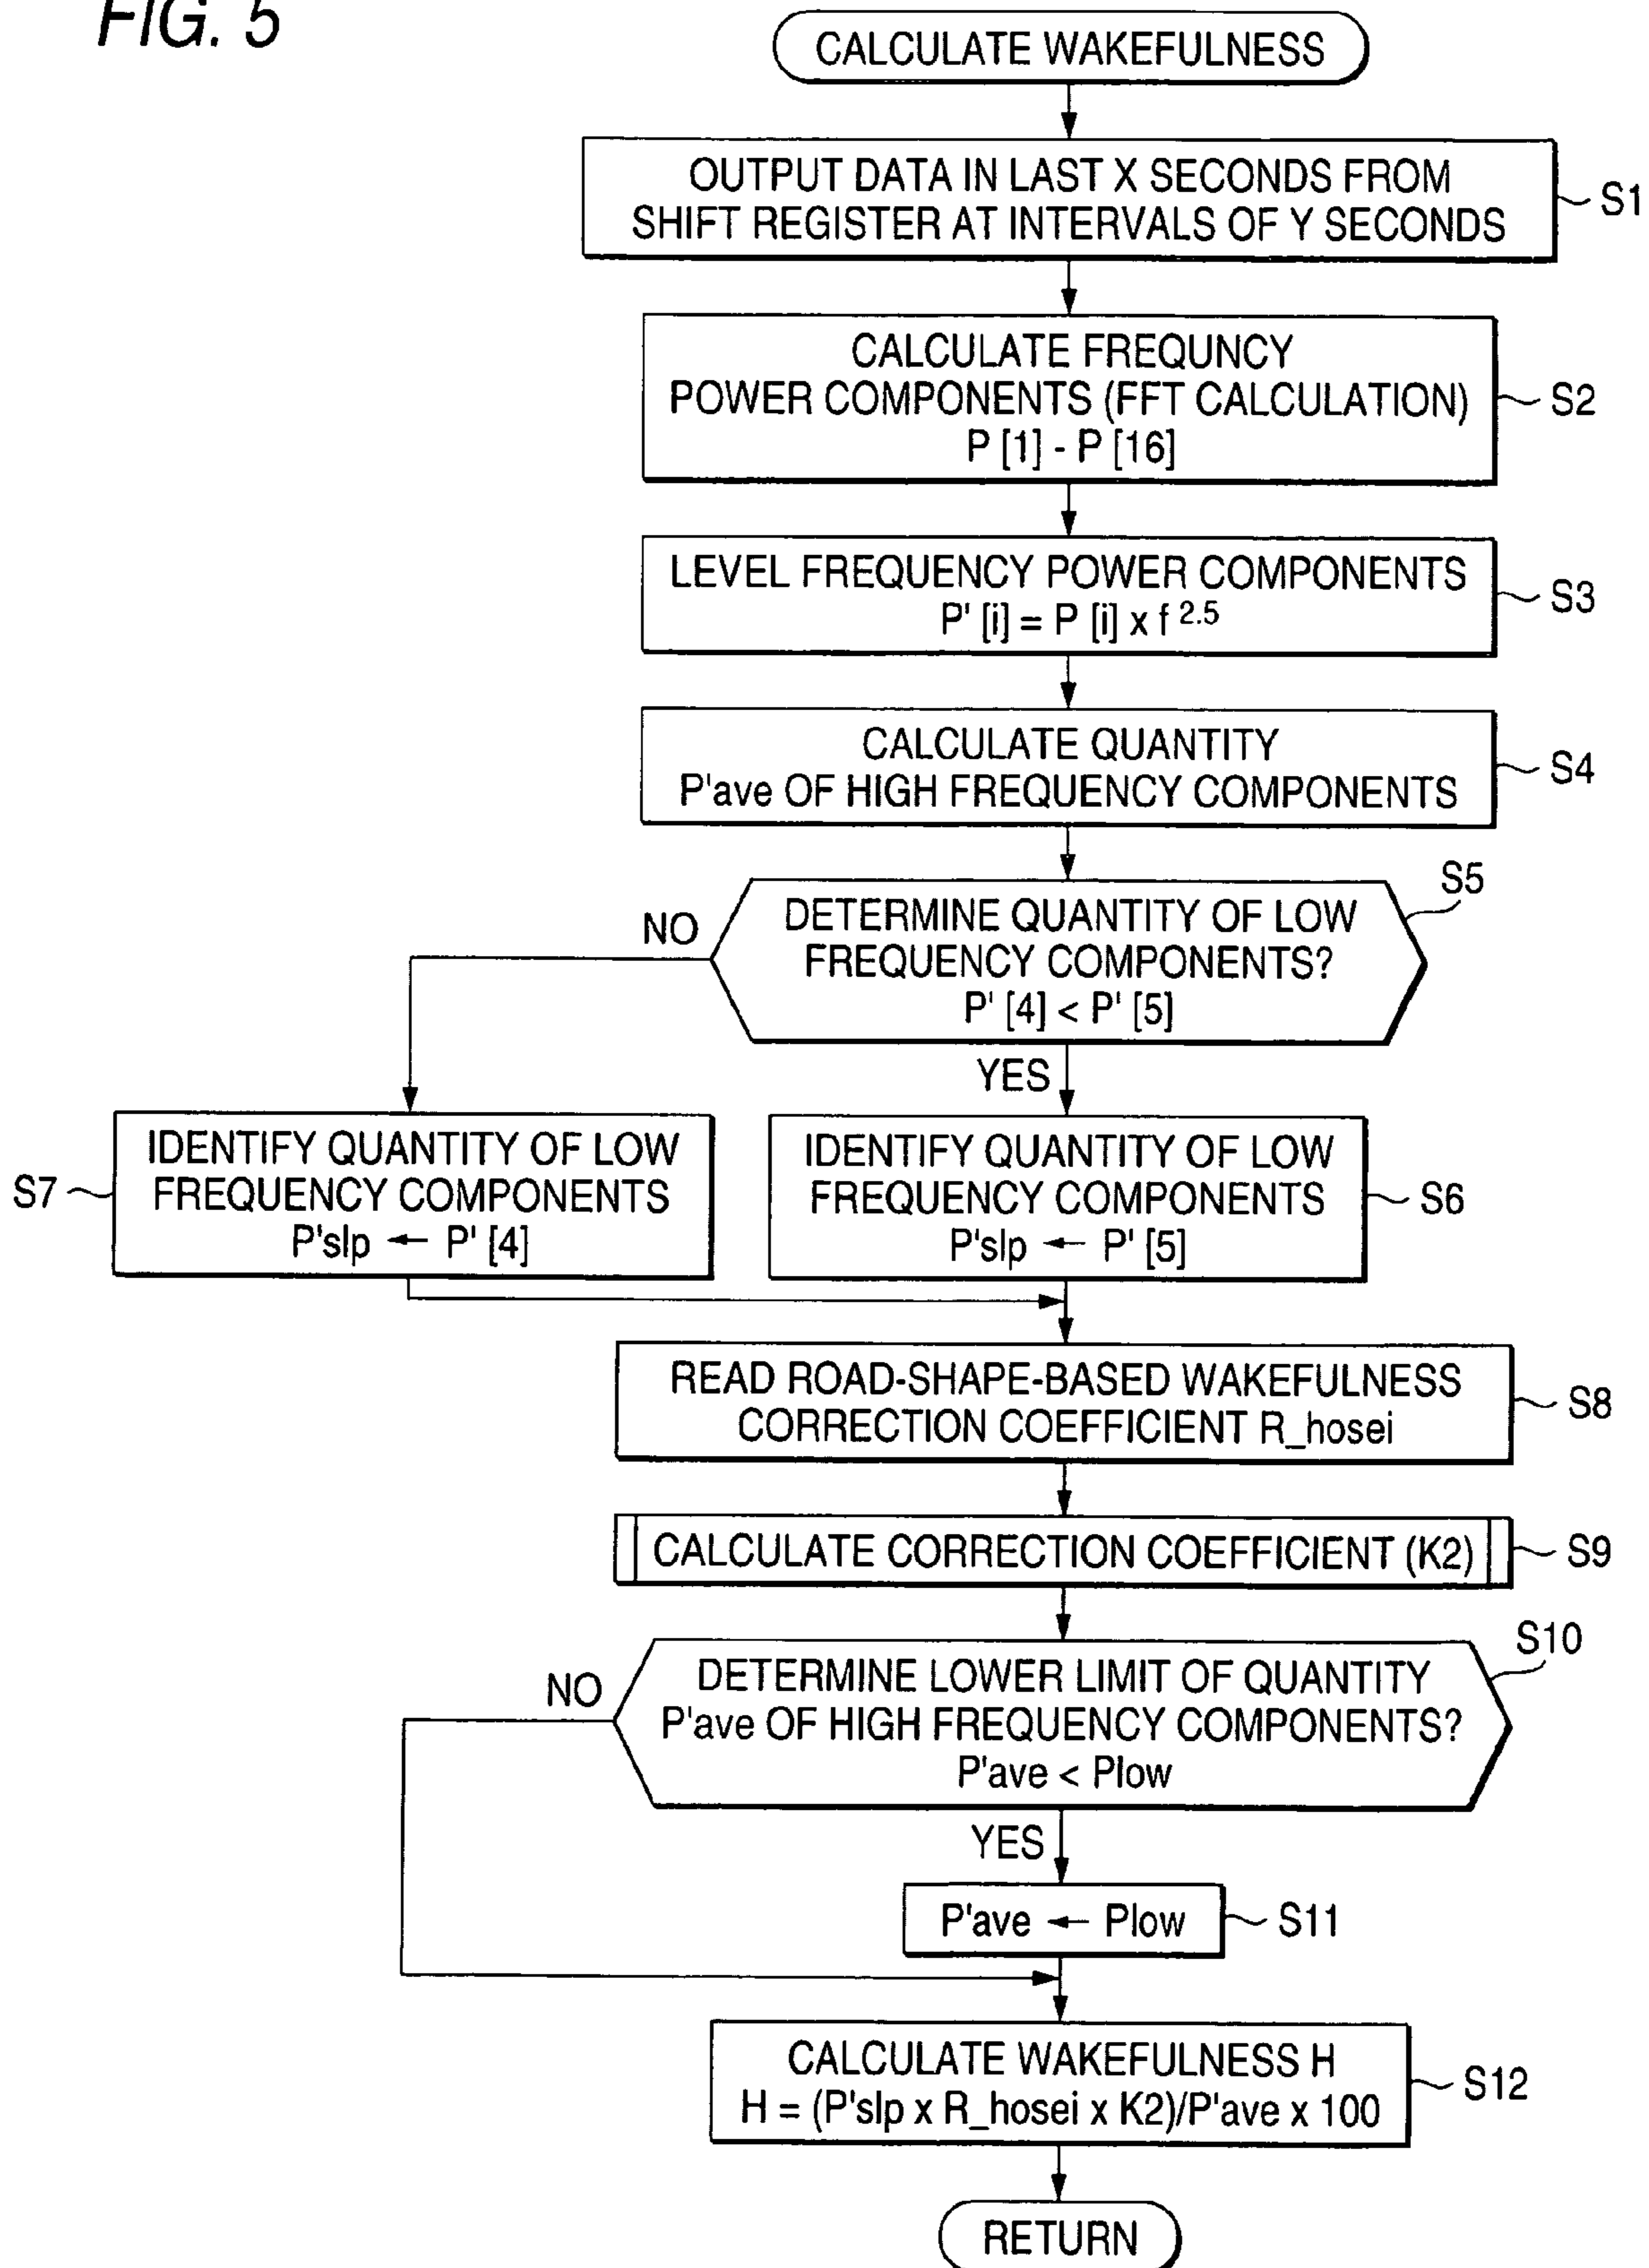 FIG. 5
CALCULATE WAKEFULNESS
OUTPUT DATA IN LAST X SECONDS FROM
SHIFT REGISTER AT INTERVALS OF Y SECONDS
S1
CALCULATE FREQUNCY
POWER COMPONENTS (FFT CALCULATION)
P [1] - P [16]
S2
LEVEL FREQUENCY POWER COMPONENTS
P' [i] = P [i] x f 2.5
S3
CALCULATE QUANTITY
P'ave OF HIGH FREQUENCY COMPONENTS
S4
S5
DETERMINE QUANTITY OF LOW
FREQUENCY COMPONENTS?
P' [4] < P' [5]
NO
YES
S7
IDENTIFY QUANTITY OF LOW
FREQUENCY COMPONENTS
P'slp ← P' [4]
IDENTIFY QUANTITY OF LOW
FREQUENCY COMPONENTS
P'slp ← P' [5]
S6
READ ROAD-SHAPE-BASED WAKEFULNESS
CORRECTION COEFFICIENT R_hosei
S8
CALCULATE CORRECTION COEFFICIENT (K2)
S9
S10
DETERMINE LOWER LIMIT OF QUANTITY
P'ave OF HIGH FREQUENCY COMPONENTS?
P'ave < Plow
NO
YES
P'ave ← Plow
S11
CALCULATE WAKEFULNESS H
H = (P'slp x R_hosei x K2)/P'ave x 100
S12
RETURN